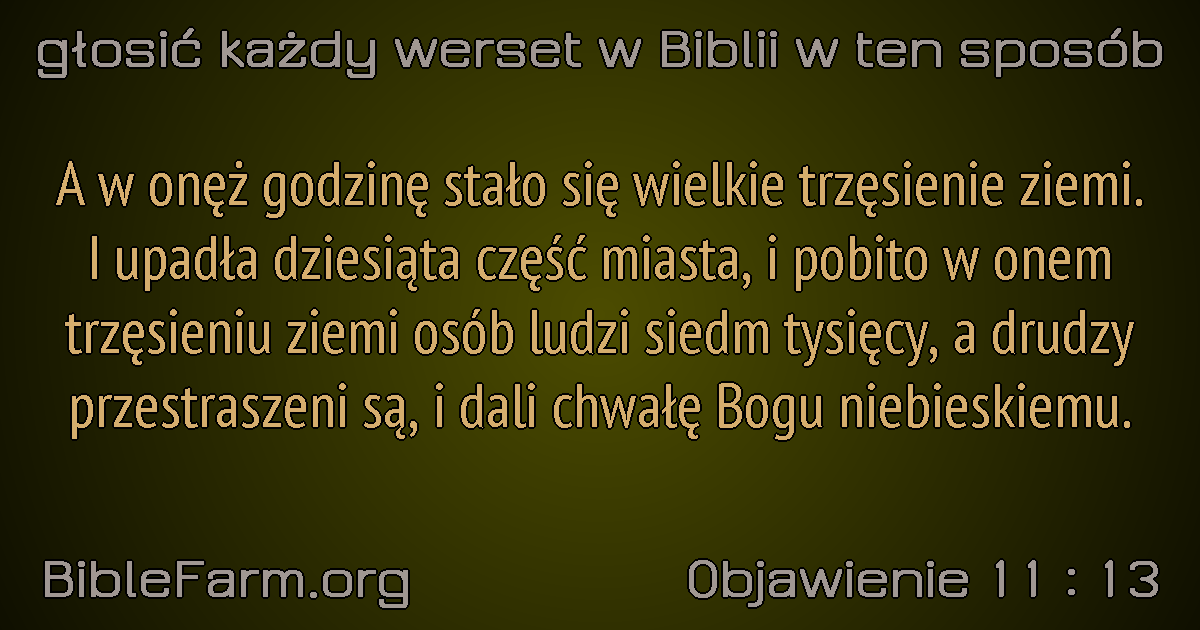 głosić każdy werset w Biblii w ten sposób
A w onęż godzinę stało się wielkie trzęsienie ziemi.
I upadła dziesiąta część miasta, i pobito w onem
trzęsieniu ziemi osób ludzi siedm tysięcy, a drudzy
przestraszeni są, i dali chwałę Bogu niebieskiemu.
BibleFarm.org
Objawienie 11 : 13